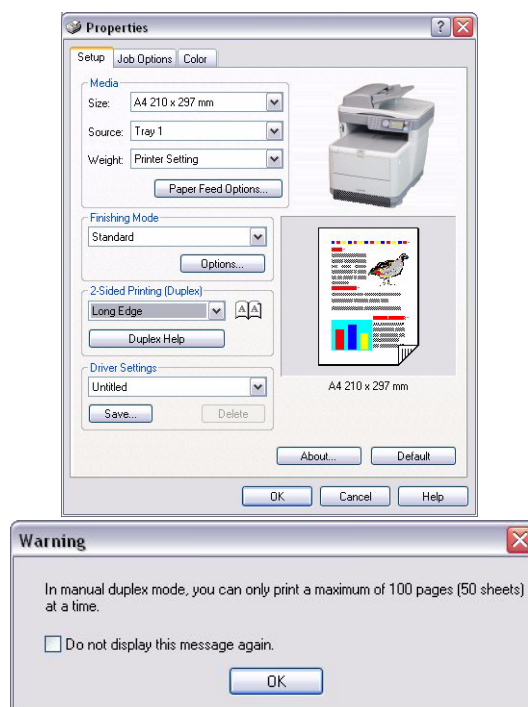 Properties
Setup Job Options Color
Media
Size: A4 210 x 297 mm
Source: Tray 1
Weight: Printer Setting
Paper Feed Options...
Finishing Mode
Standard
Options...
2-Sided Printing (Duplex)
Long Edge
A A
Duplex Help
Driver Settings
Untitled
A4 210 x 297 mm
Save... Delete
About... Default
OK Cancel Help
Warning
In manual duplex mode, you can only print a maximum of 100 pages (50 sheets)
at a time.
Do not display this message again.
OK